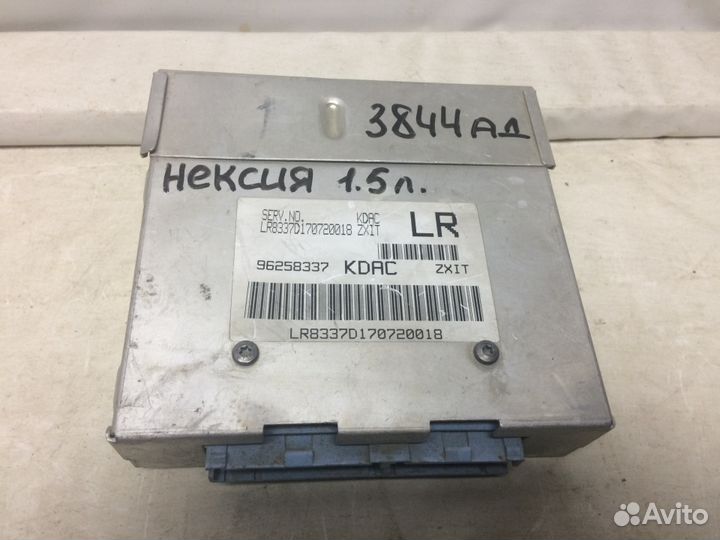 3844АД
Нексия 1.5л.
SERV.NO. KDAC LR
LR8337D170720018 ZXIT
96258337 KDAC ZXIT
LR8337D170720018
Avito